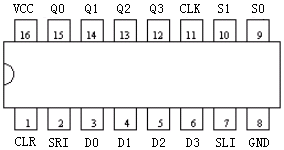 VCC Q0 Q1 Q2 Q3 CLK S1 S0
16 15 14 13 12 11 10 9
1 2 3 4 5 6 7 8
CLR SRI D0 D1 D2 D3 SLI GND